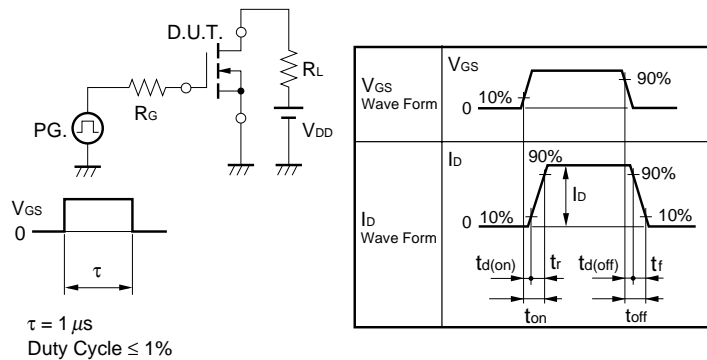 D.U.T.
RL
RG
PG.
VDD
VGS
0
τ
τ = 1 μs
Duty Cycle ≤ 1%
VGS
Wave Form
VGS
90%
10%
0
ID
Wave Form
ID
90%
90%
ID
0 10%
10%
td(on) tr td(off) tf
ton toff